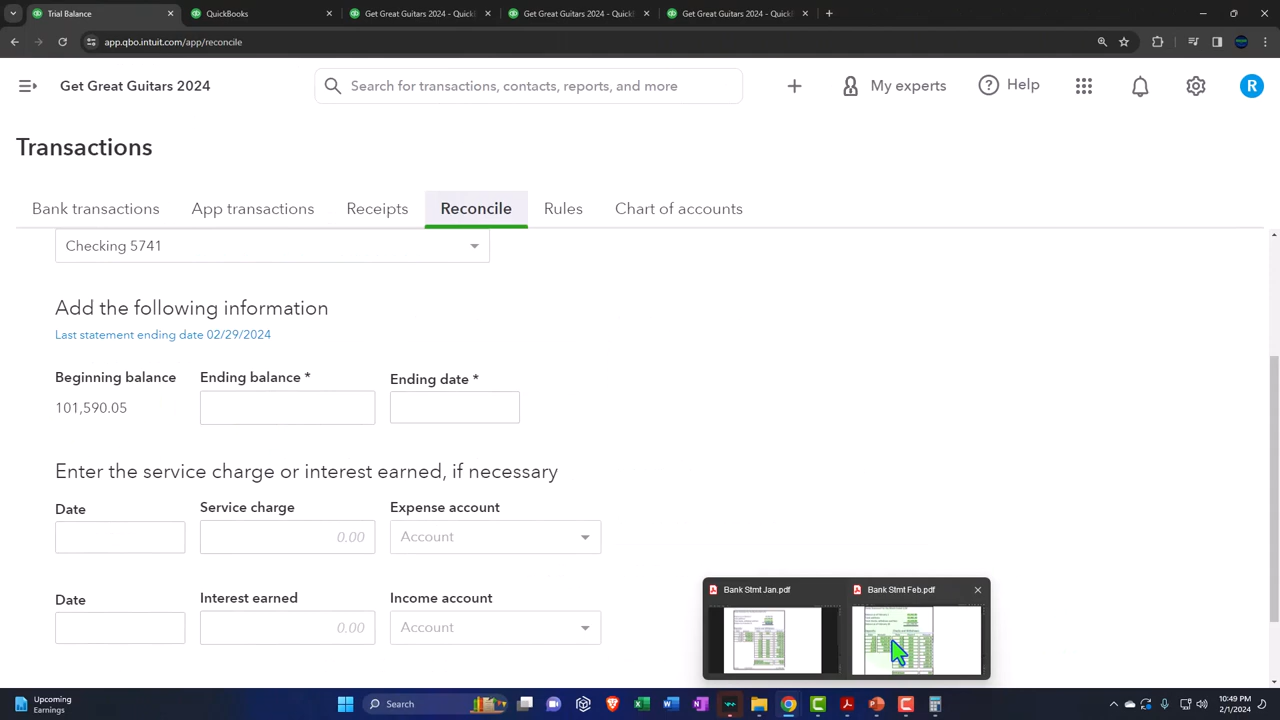 Trial Balance
QuickBooks
Get Great Guitars 2024 - QuickB
Get Great Guitars 2024 - QuickB
Get Great Guitars 2024 - QuickB
app.qbo.intuit.com/app/reconcile
Get Great Guitars 2024
Search for transactions, contacts, reports, and more
My experts
Help
R
Transactions
Bank transactions
App transactions
Receipts
Reconcile
Rules
Chart of accounts
Checking 5741
Add the following information
Last statement ending date 02/29/2024
Beginning balance
Ending balance *
Ending date *
101,590.05
Enter the service charge or interest earned, if necessary
Date
Service charge
Expense account
0.00
Account
Date
Interest earned
Income account
0.00
Account
Bank Stmt Jan.pdf
Bank Stmt Feb.pdf
Upcoming
Earnings
Search
10:49 PM
2/1/2024